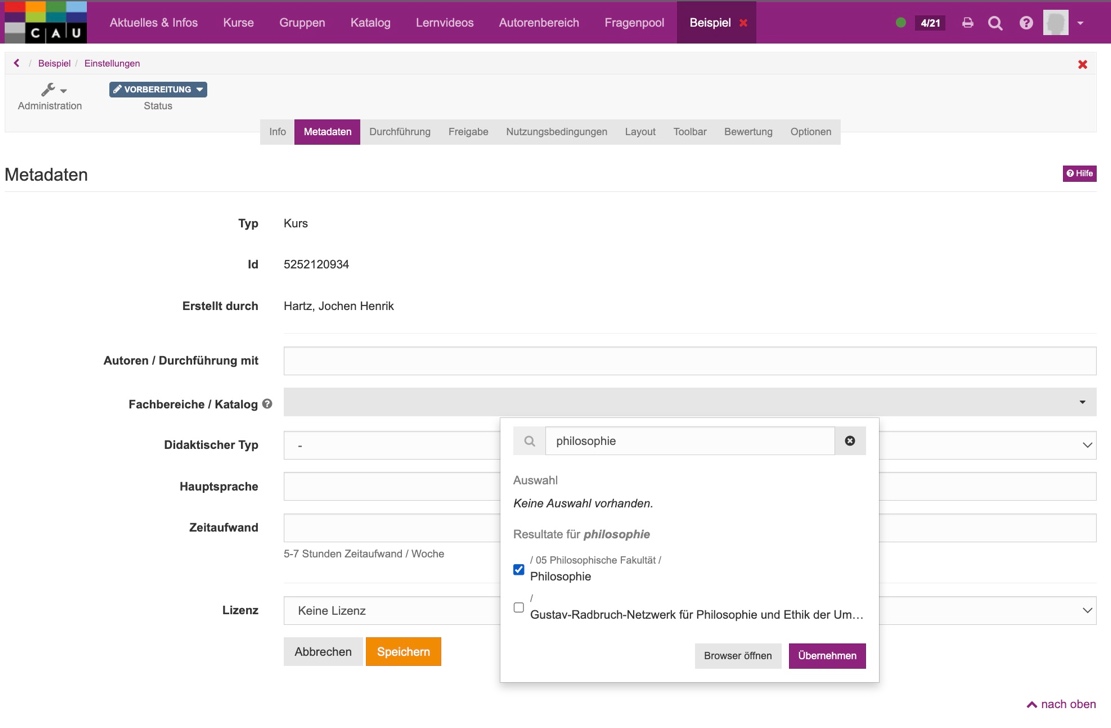 CAU
Aktuelles & Infos Kurse Gruppen Katalog Lernvideos Autorenbereich Fragenpool Beispiel 4/21
/ Beispiel / Einstellungen
VORBEREITUNG
Administration Status
Info Metadaten Durchführung Freigabe Nutzungsbedingungen Layout Toolbar Bewertung Optionen
Metadaten Hilfe
Typ Kurs
Id 5252120934
Erstellt durch Hartz, Jochen Henrik
Autoren / Durchführung mit
Fachbereiche / Katalog
Didaktischer Typ -
Hauptsprache
Zeitaufwand
5-7 Stunden Zeitaufwand / Woche
Lizenz Keine Lizenz
Abbrechen Speichern
philosophie
Auswahl
Keine Auswahl vorhanden.
Resultate für philosophie
/ 05 Philosophische Fakultät /
Philosophie
/
Gustav-Radbruch-Netzwerk für Philosophie und Ethik der Um…
Browser öffnen Übernehmen
nach oben